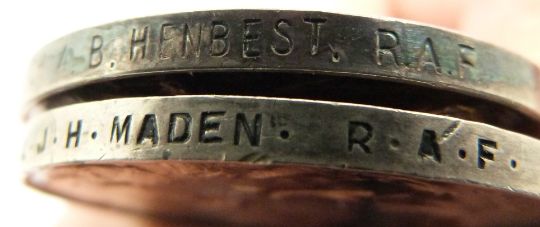 A. B. HENBEST. R.A.F
J·H·MADEN· R·A·F·